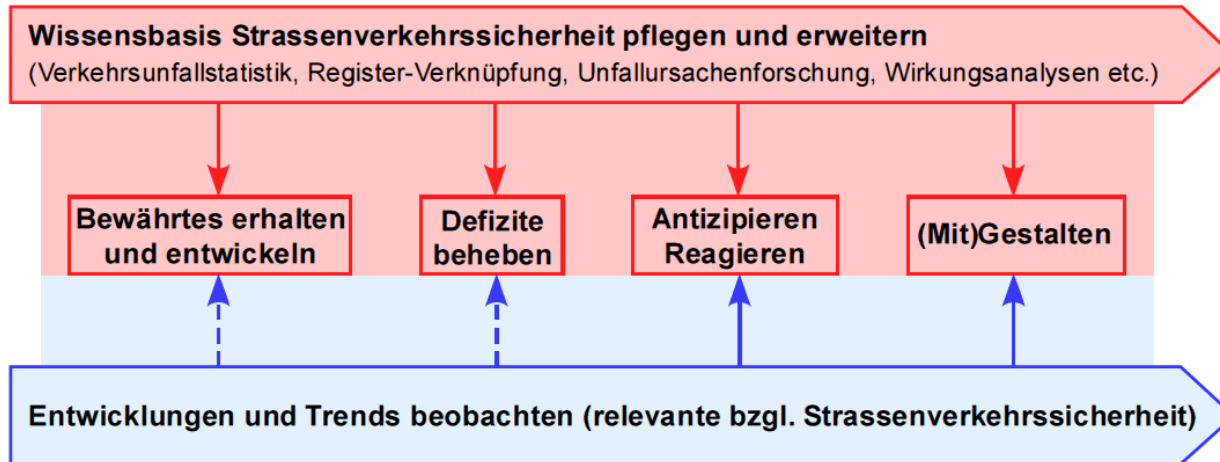 Wissensbasis Strassenverkehrssicherheit pflegen und erweitern
(Verkehrsunfallstatistik, Register-Verknüpfung, Unfallursachenforschung, Wirkungsanalysen etc.)
Bewährtes erhalten
und entwickeln
Defizite
beheben
Antizipieren
Reagieren
(Mit)Gestalten
Entwicklungen und Trends beobachten (relevante bzgl. Strassenverkehrssicherheit)